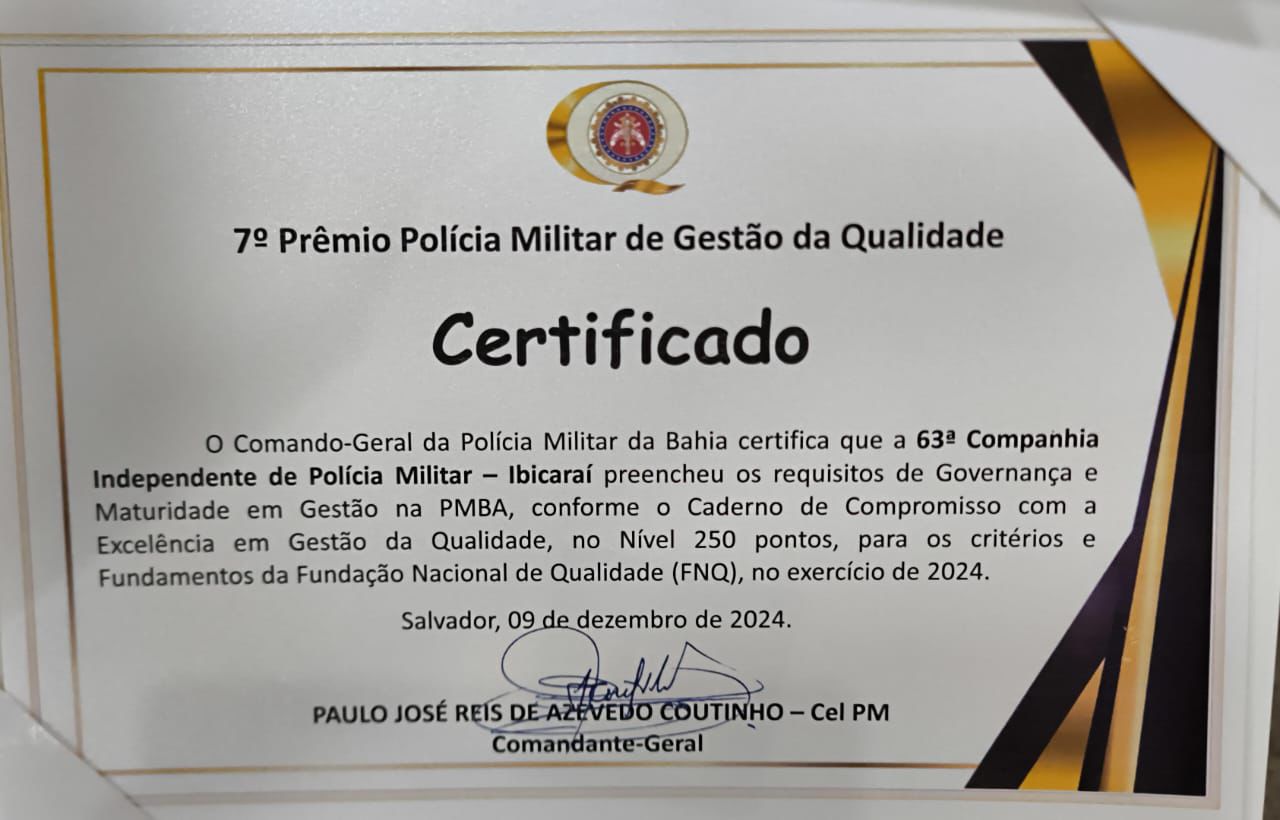 7º Prêmio Polícia Militar de Gestão da Qualidade
Certificado
O Comando-Geral da Polícia Militar da Bahia certifica que a 63ª Companhia
Independente de Polícia Militar – Ibicaraí preencheu os requisitos de Governança e
Maturidade em Gestão na PMBA, conforme o Caderno de Compromisso com a
Excelência em Gestão da Qualidade, no Nível 250 pontos, para os critérios e
Fundamentos da Fundação Nacional de Qualidade (FNQ), no exercício de 2024.
Salvador, 09 de dezembro de 2024.
PAULO JOSÉ REIS DE AZEVEDO COUTINHO – Cel PM
Comandante-Geral